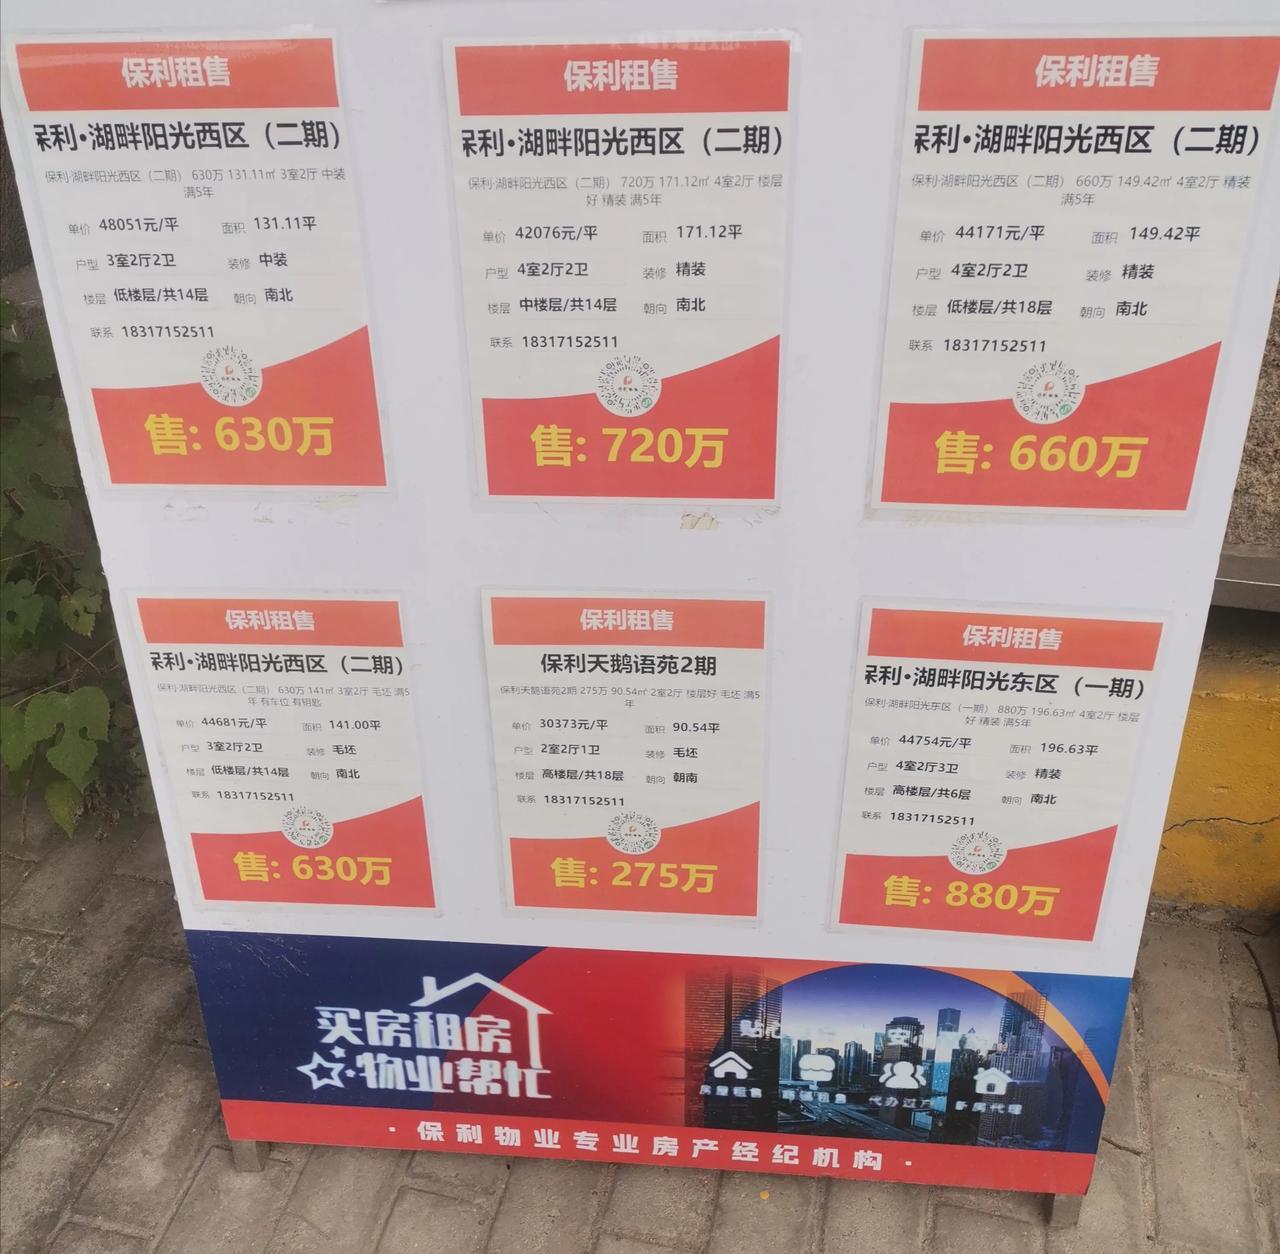 保利租售
保利·湖畔阳光西区（二期）
保利·湖畔阳光西区（二期） 630万 131.11㎡ 3室2厅 中装
满5年
单价 48051元/平 面积 131.11平
户型 3室2厅2卫 装修 中装
楼层 低楼层/共14层 朝向 南北
联系 18317152511
售: 630万
保利租售
保利·湖畔阳光西区（二期）
保利·湖畔阳光西区（二期） 720万 171.12㎡ 4室2厅 楼层
好 精装 满5年
单价 42076元/平 面积 171.12平
户型 4室2厅2卫 装修 精装
楼层 中楼层/共14层 朝向 南北
联系 18317152511
售: 720万
保利租售
保利·湖畔阳光西区（二期）
保利·湖畔阳光西区（二期） 660万 149.42㎡ 4室2厅 精装
满5年
单价 44171元/平 面积 149.42平
户型 4室2厅2卫 装修 精装
楼层 低楼层/共18层 朝向 南北
联系 18317152511
售: 660万
保利租售
保利·湖畔阳光西区（二期）
保利·湖畔阳光西区（二期） 630万 141㎡ 3室2厅 毛坯 满5
年 有车位 有钥匙
单价 44681元/平 面积 141.00平
户型 3室2厅2卫 装修 毛坯
楼层 低楼层/共14层 朝向 南北
联系 18317152511
售: 630万
保利租售
保利天鹅语苑2期
保利天鹅语苑2期 275万 90.54㎡ 2室2厅 楼层好 毛坯 满5
年
单价 30373元/平 面积 90.54平
户型 2室2厅1卫 装修 毛坯
楼层 高楼层/共18层 朝向 朝南
联系 18317152511
售: 275万
保利租售
保利·湖畔阳光东区（一期）
保利·湖畔阳光东区（一期） 880万 196.63㎡ 4室2厅 楼层
好 精装 满5年
单价 44754元/平 面积 196.63平
户型 4室2厅3卫 装修 精装
楼层 高楼层/共6层 朝向 南北
联系 18317152511
售: 880万
买房租房
物业帮忙
贴心
安
房屋租售 商铺租售 代办过户 新房代理
·保利物业专业房产经纪机构·